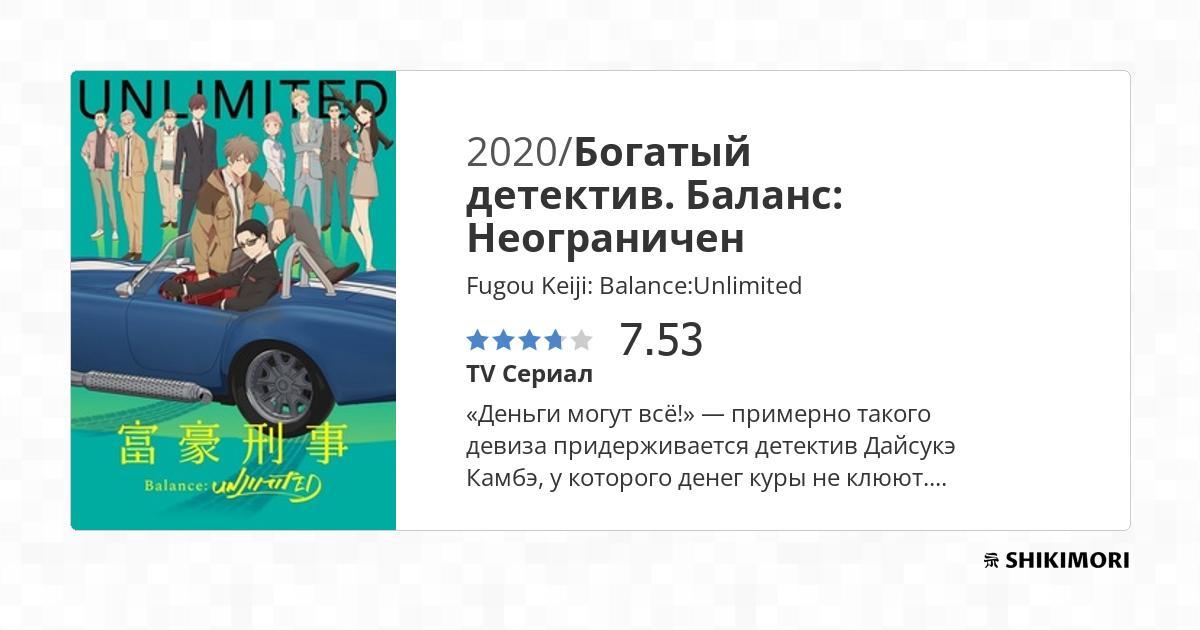 UNLIMITED
富豪刑事
Balance: UNLIMITED
2020/Богатый
детектив. Баланс:
Неограничен
Fugou Keiji: Balance:Unlimited
7.53
TV Сериал
«Деньги могут всё!» — примерно такого
девиза придерживается детектив Дайсукэ
Камбэ, у которого денег куры не клюют....
SHIKIMORI